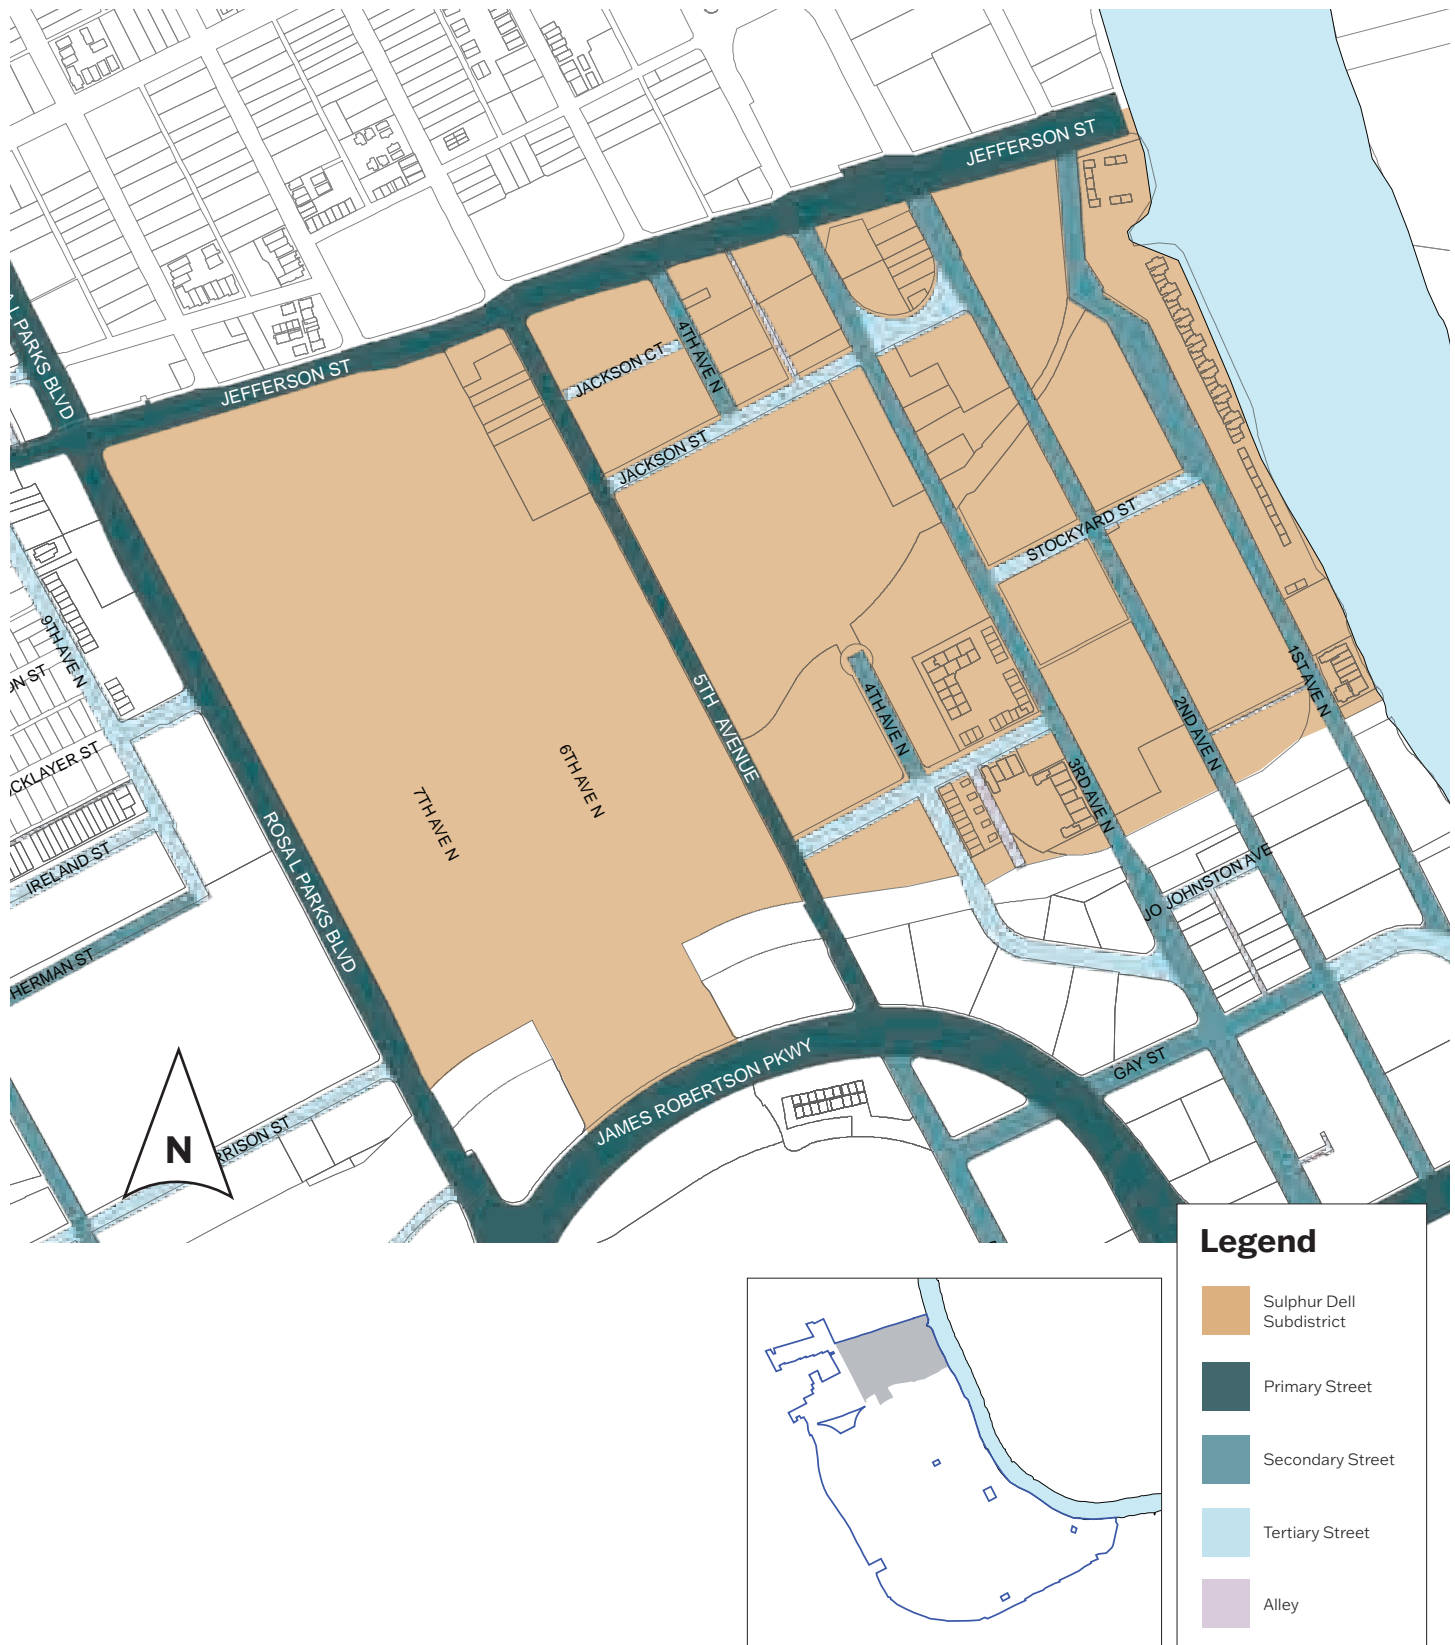 JEFFERSON ST
AL PARKS BLVD
JEFFERSON ST
4TH AVE N
JACKSON CT
JACKSON ST
STOCKYARD ST
9TH AVE N
ON ST
1ST AVE N
5TH AVENUE
4TH AVE N
2ND AVE N
CKLAYER ST
6TH AVE N
7TH AVE N
3RD AVE N
ROSA L PARKS BLVD
IRELAND ST
JO JOHNSTON AVE
HERMAN ST
JAMES ROBERTSON PKWY
GAY ST
RRISON ST
N
Legend
Sulphur Dell
Subdistrict
Primary Street
Secondary Street
Tertiary Street
Alley